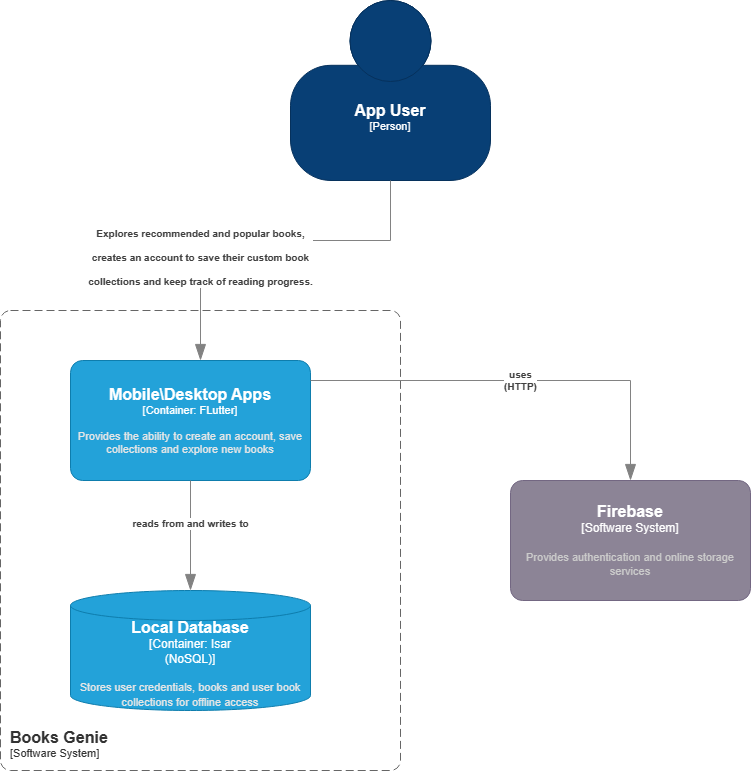 App User
[Person]
Explores recommended and popular books,
creates an account to save their custom book
collections and keep track of reading progress.
Mobile\Desktop Apps
[Container: FLutter]
Provides the ability to create an account, save
collections and explore new books
uses
(HTTP)
Firebase
[Software System]
Provides authentication and online storage
services
reads from and writes to
Local Database
[Container: Isar
(NoSQL)]
Stores user credentials, books and user book
collections for offline access
Books Genie
[Software System]